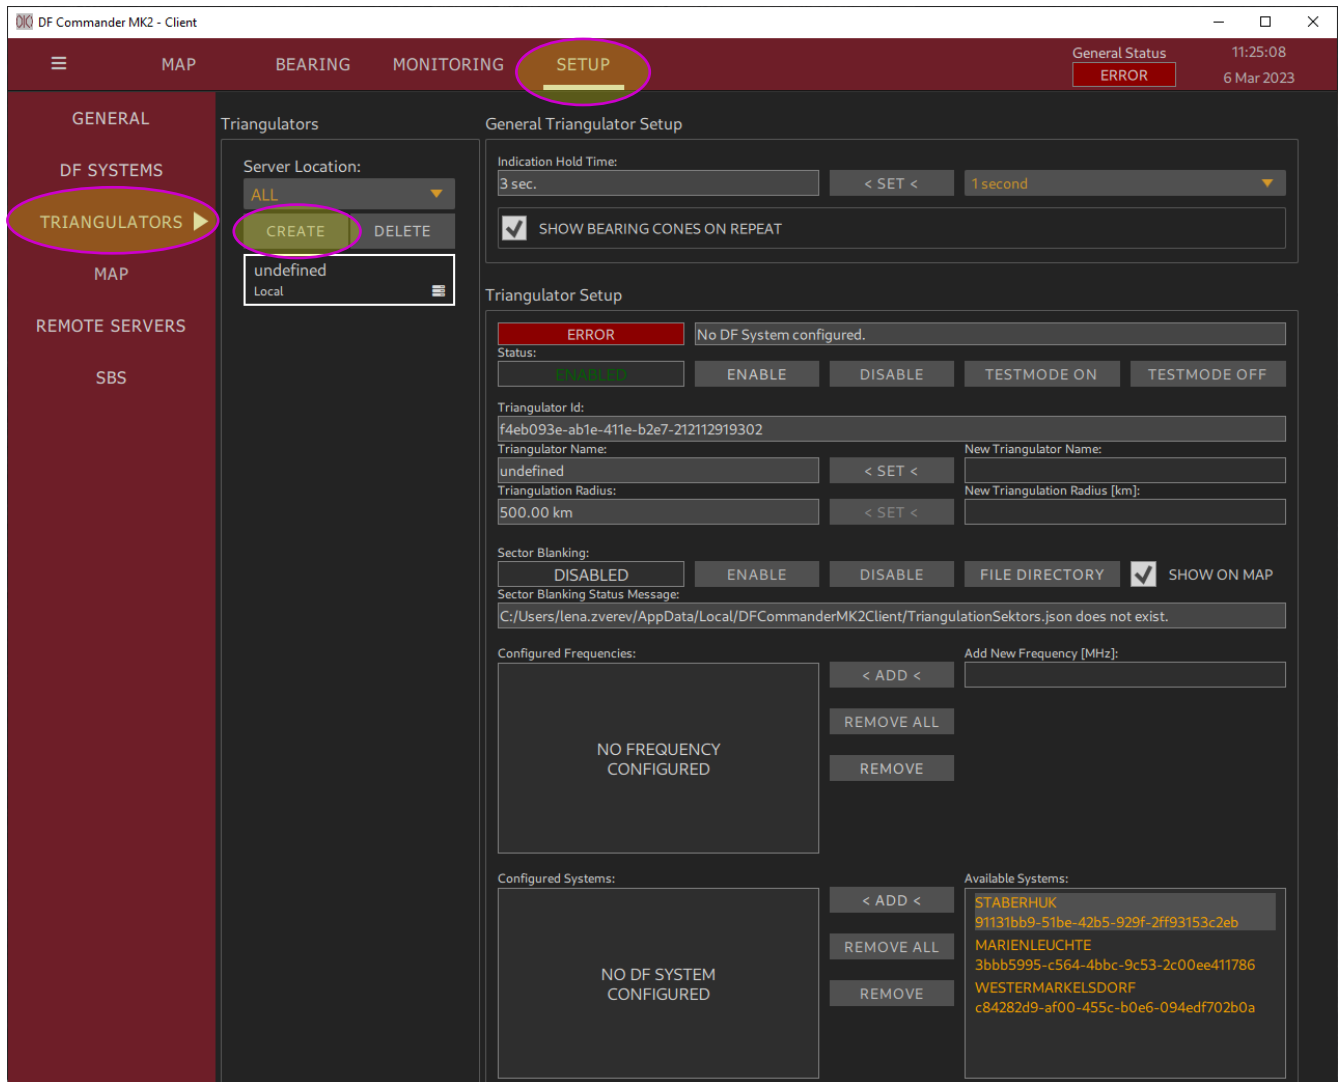 DF Commander MK2 - Client
MAP BEARING MONITORING SETUP
General Status
ERROR
11:25:08
6 Mar 2023
GENERAL
DF SYSTEMS
TRIANGULATORS
MAP
REMOTE SERVERS
SBS
Triangulators
Server Location:
ALL
CREATE DELETE
undefined
Local
General Triangulator Setup
Indication Hold Time:
3 sec. < SET < 1 second
SHOW BEARING CONES ON REPEAT
Triangulator Setup
ERROR No DF System configured.
Status:
ENABLED ENABLE DISABLE TESTMODE ON TESTMODE OFF
Triangulator Id:
f4eb093e-ab1e-411e-b2e7-212112919302
Triangulator Name: New Triangulator Name:
undefined < SET <
Triangulation Radius: New Triangulation Radius [km]:
500.00 km < SET <
Sector Blanking:
DISABLED ENABLE DISABLE FILE DIRECTORY SHOW ON MAP
Sector Blanking Status Message:
C:/Users/lena.zverev/AppData/Local/DFCommanderMK2Client/TriangulationSektors.json does not exist.
Configured Frequencies: Add New Frequency [MHz]:
< ADD <
REMOVE ALL
NO FREQUENCY
CONFIGURED
REMOVE
Configured Systems: Available Systems:
< ADD <
REMOVE ALL
NO DF SYSTEM
CONFIGURED
REMOVE
STABERHUK
91131bb9-51be-42b5-929f-2ff93153c2eb
MARIENLEUCHTE
3bbb5995-c564-4bbc-9c53-2c00ee411786
WESTERMARKELSDORF
c84282d9-af00-455c-b0e6-094edf702b0a